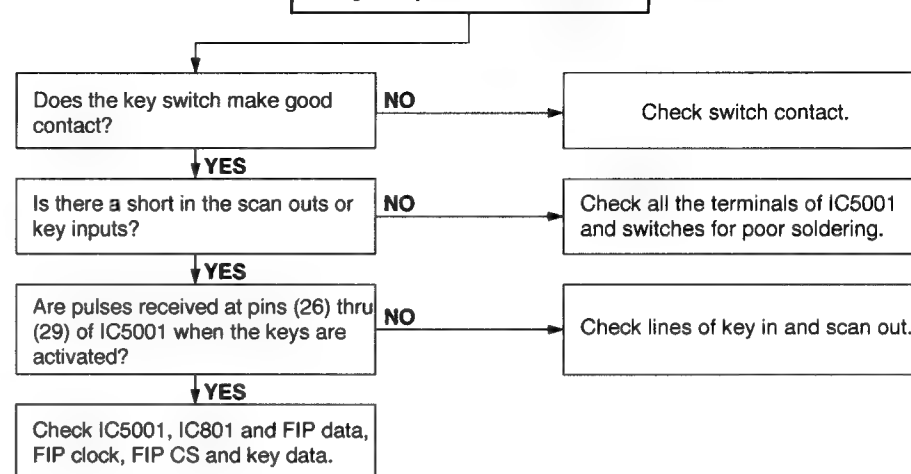 Does the key switch make good
contact?
NO
Check switch contact.
YES
Is there a short in the scan outs or
key inputs?
NO
Check all the terminals of IC5001
and switches for poor soldering.
YES
Are pulses received at pins (26) thru
(29) of IC5001 when the keys are
activated?
NO
Check lines of key in and scan out.
YES
Check IC5001, IC801 and FIP data,
FIP clock, FIP CS and key data.